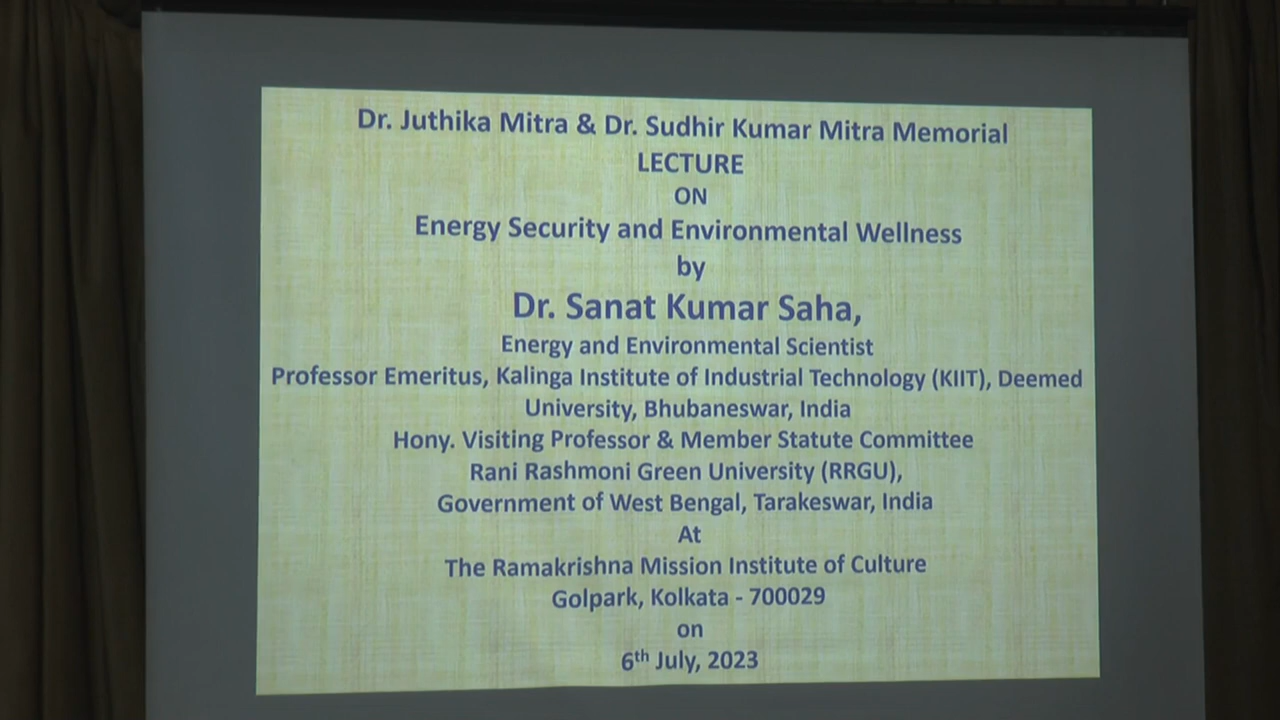 Dr. Juthika Mitra & Dr. Sudhir Kumar Mitra Memorial
LECTURE
ON
Energy Security and Environmental Wellness
by
Dr. Sanat Kumar Saha,
Energy and Environmental Scientist
Professor Emeritus, Kalinga Institute of Industrial Technology (KIIT), Deemed
University, Bhubaneswar, India
Hony. Visiting Professor & Member Statute Committee
Rani Rashmoni Green University (RRGU),
Government of West Bengal, Tarakeswar, India
At
The Ramakrishna Mission Institute of Culture
Golpark, Kolkata - 700029
on
6th July, 2023